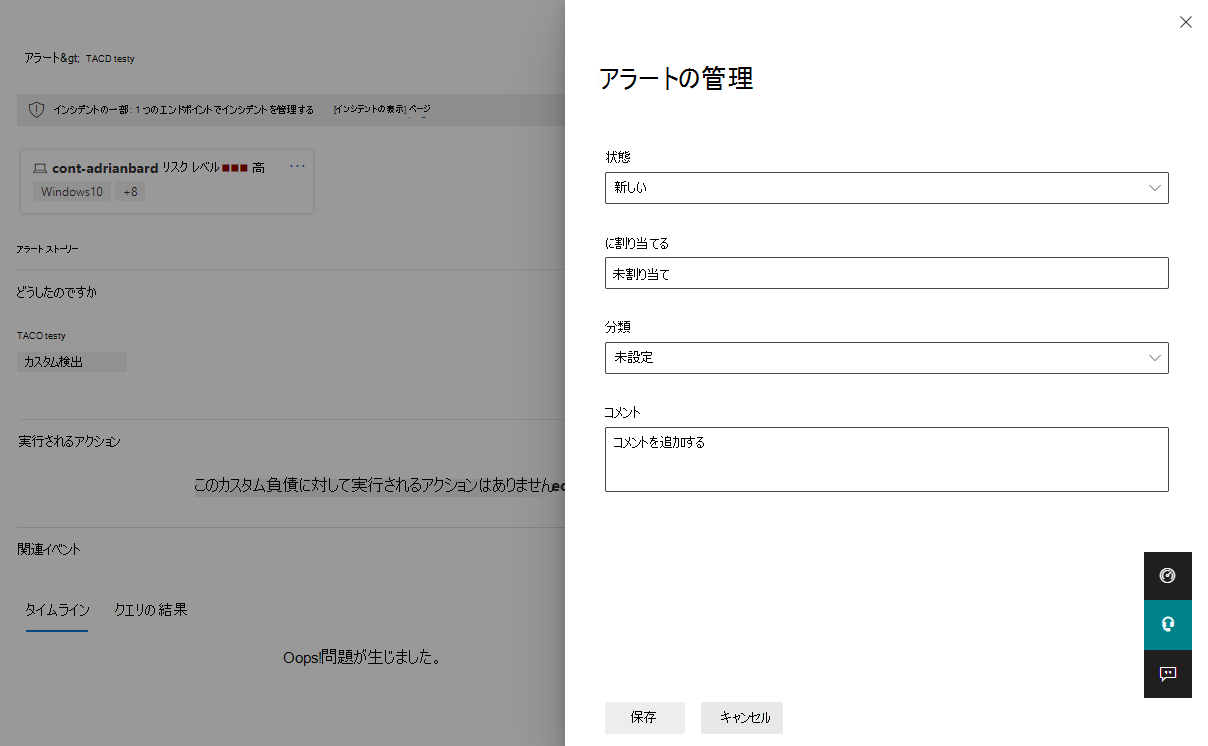 アラート&gt; TACD testy
インシデントの一部: 1 つのエンドポイントでインシデントを管理する [インシテントの表示] ページ
cont-adrianbard リスク レベル 高 ...
Windows10 +8
アラート ストーリー
どうしたのですか
TACO testy
カスタム検出
実行されるアクション
このカスタム負債に対して実行されるアクションはありませんec
関連イベント
タイムライン クエリの結果
Oops!問題が生じました。
アラートの管理
状態
新しい
に割り当てる
未割り当て
分類
未設定
コメント
コメントを追加する
保存 キャンセル